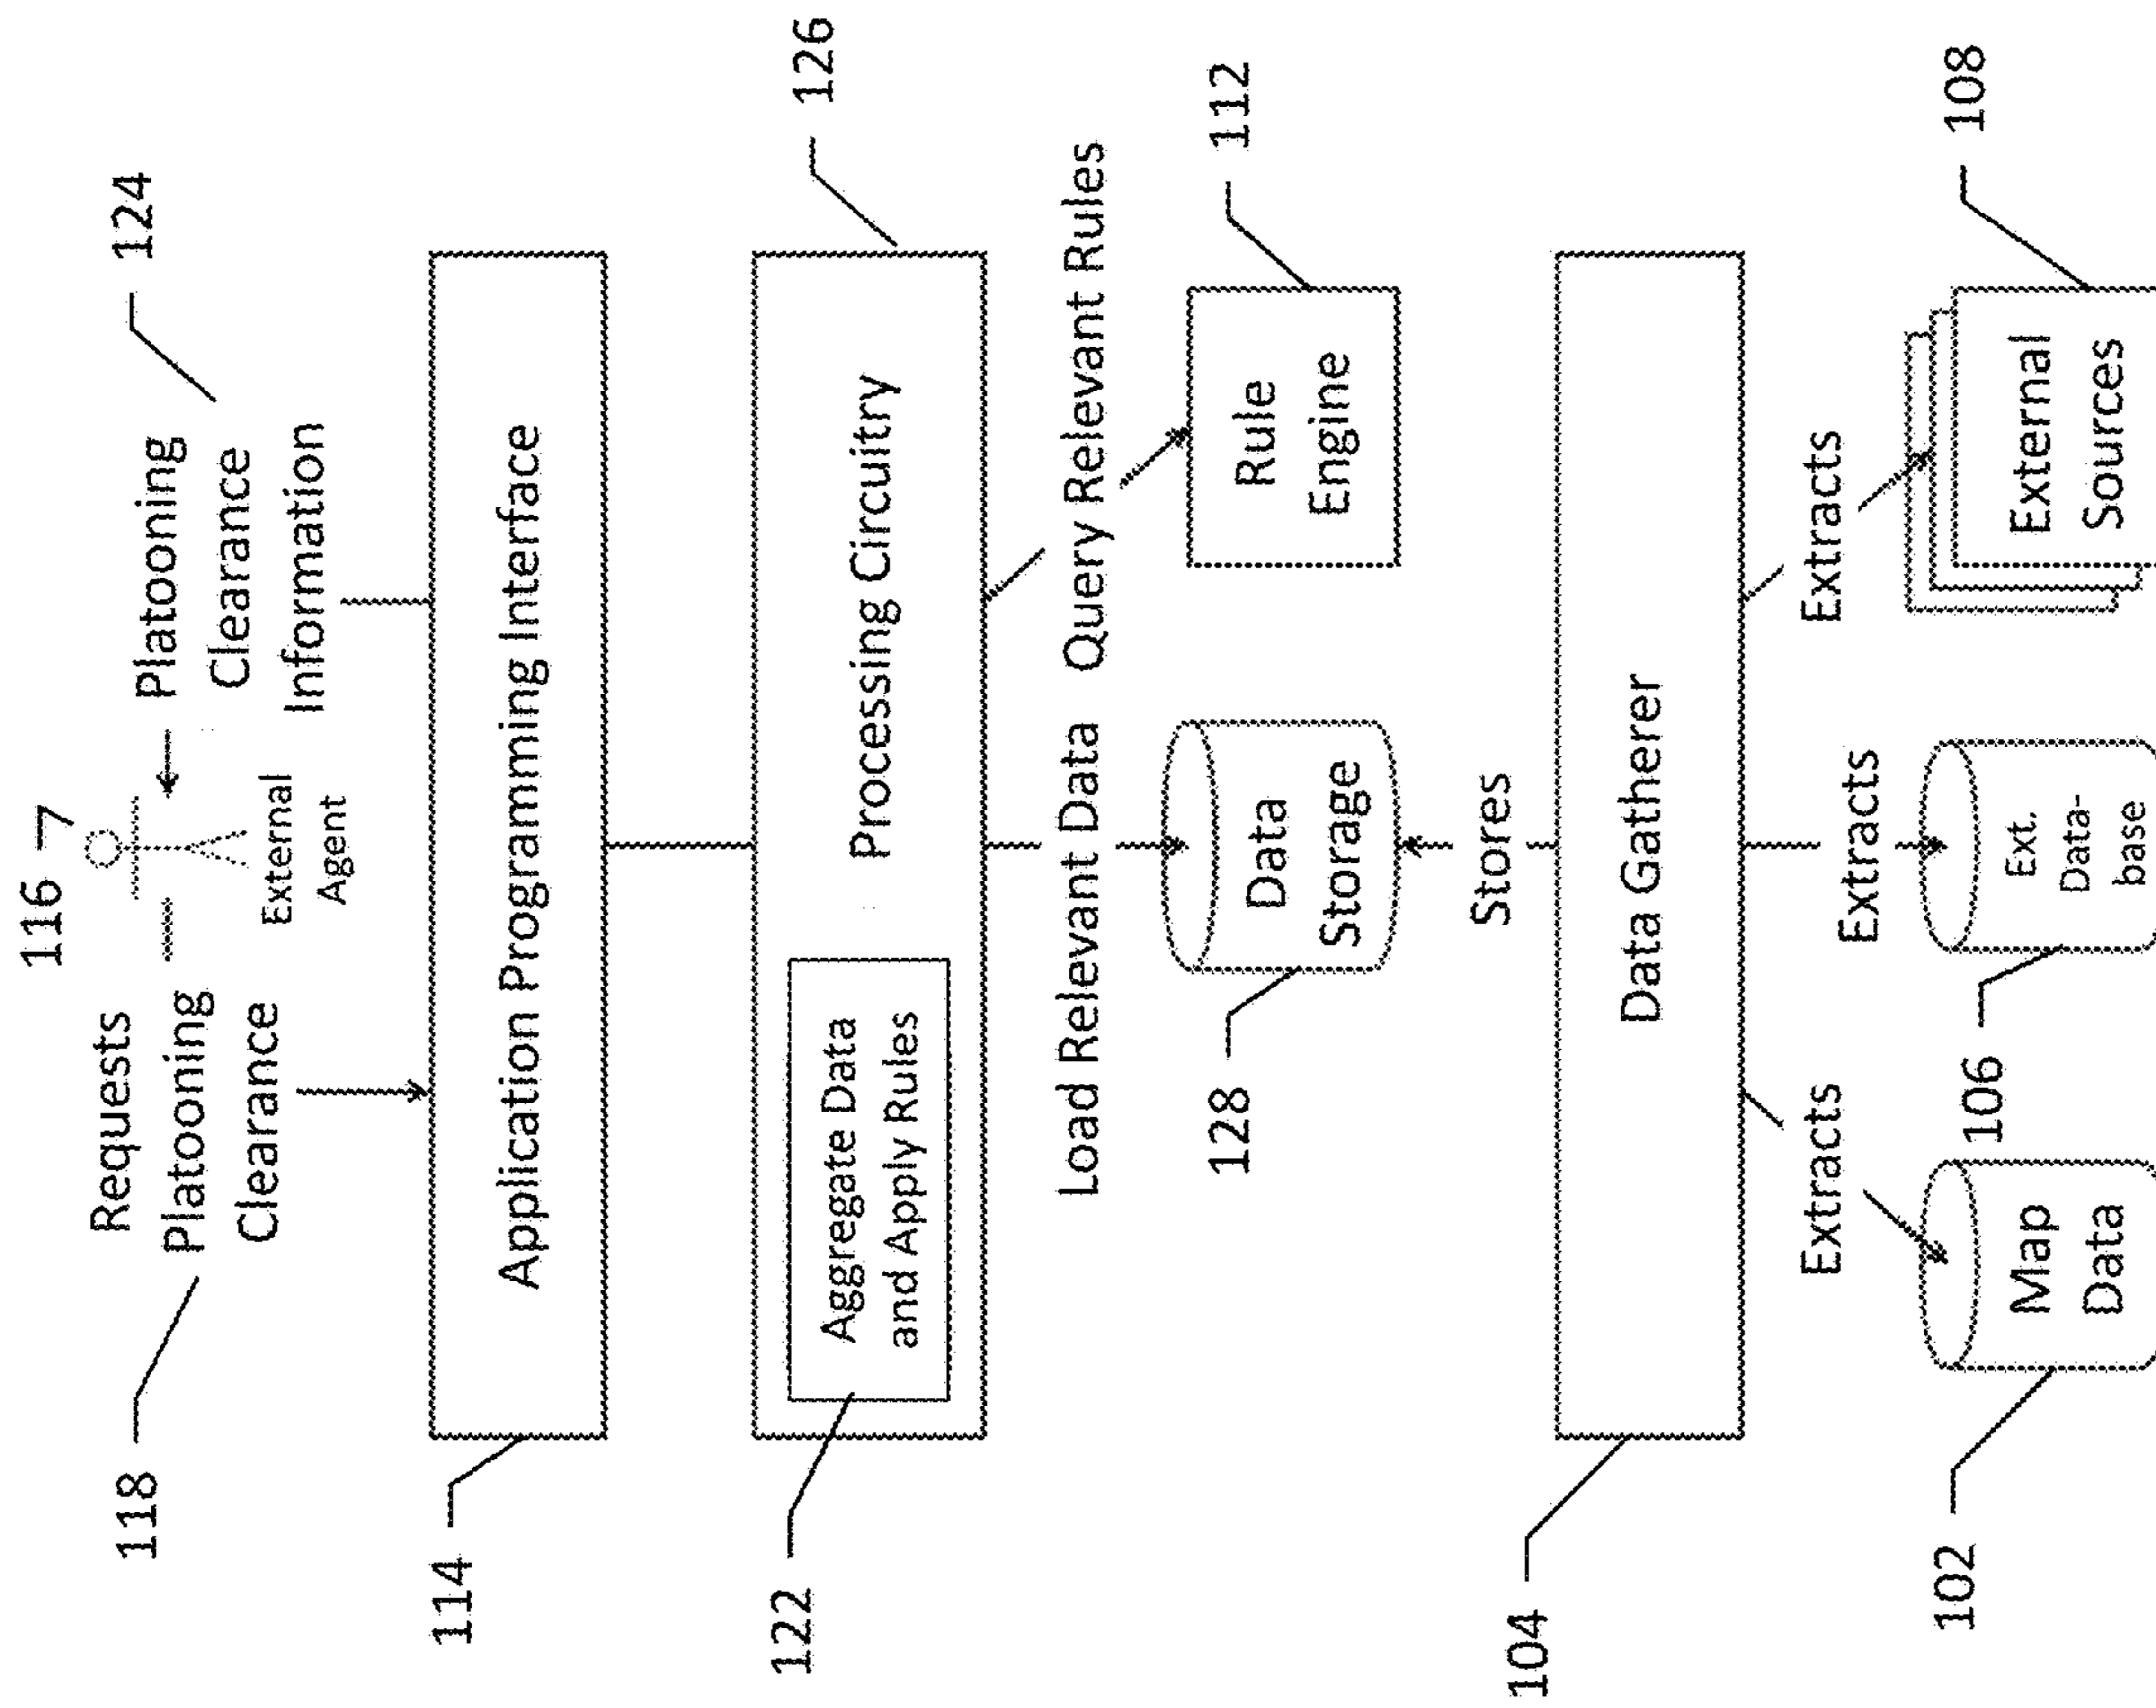 116
118
Requests
Platooning
Clearance
External
Agent
Platooning
Clearance
Information
124
114
Application Programming Interface
122
Aggregate Data
and Apply Rules
Processing Circuitry
126
Load Relevant Data
Query Relevant Rules
128
Data
Storage
Rule
Engine
112
Stores
104
Data Gatherer
Extracts
Extracts
Extracts
102
Map
Data
106
Ext.
Data-
base
External
Sources
108